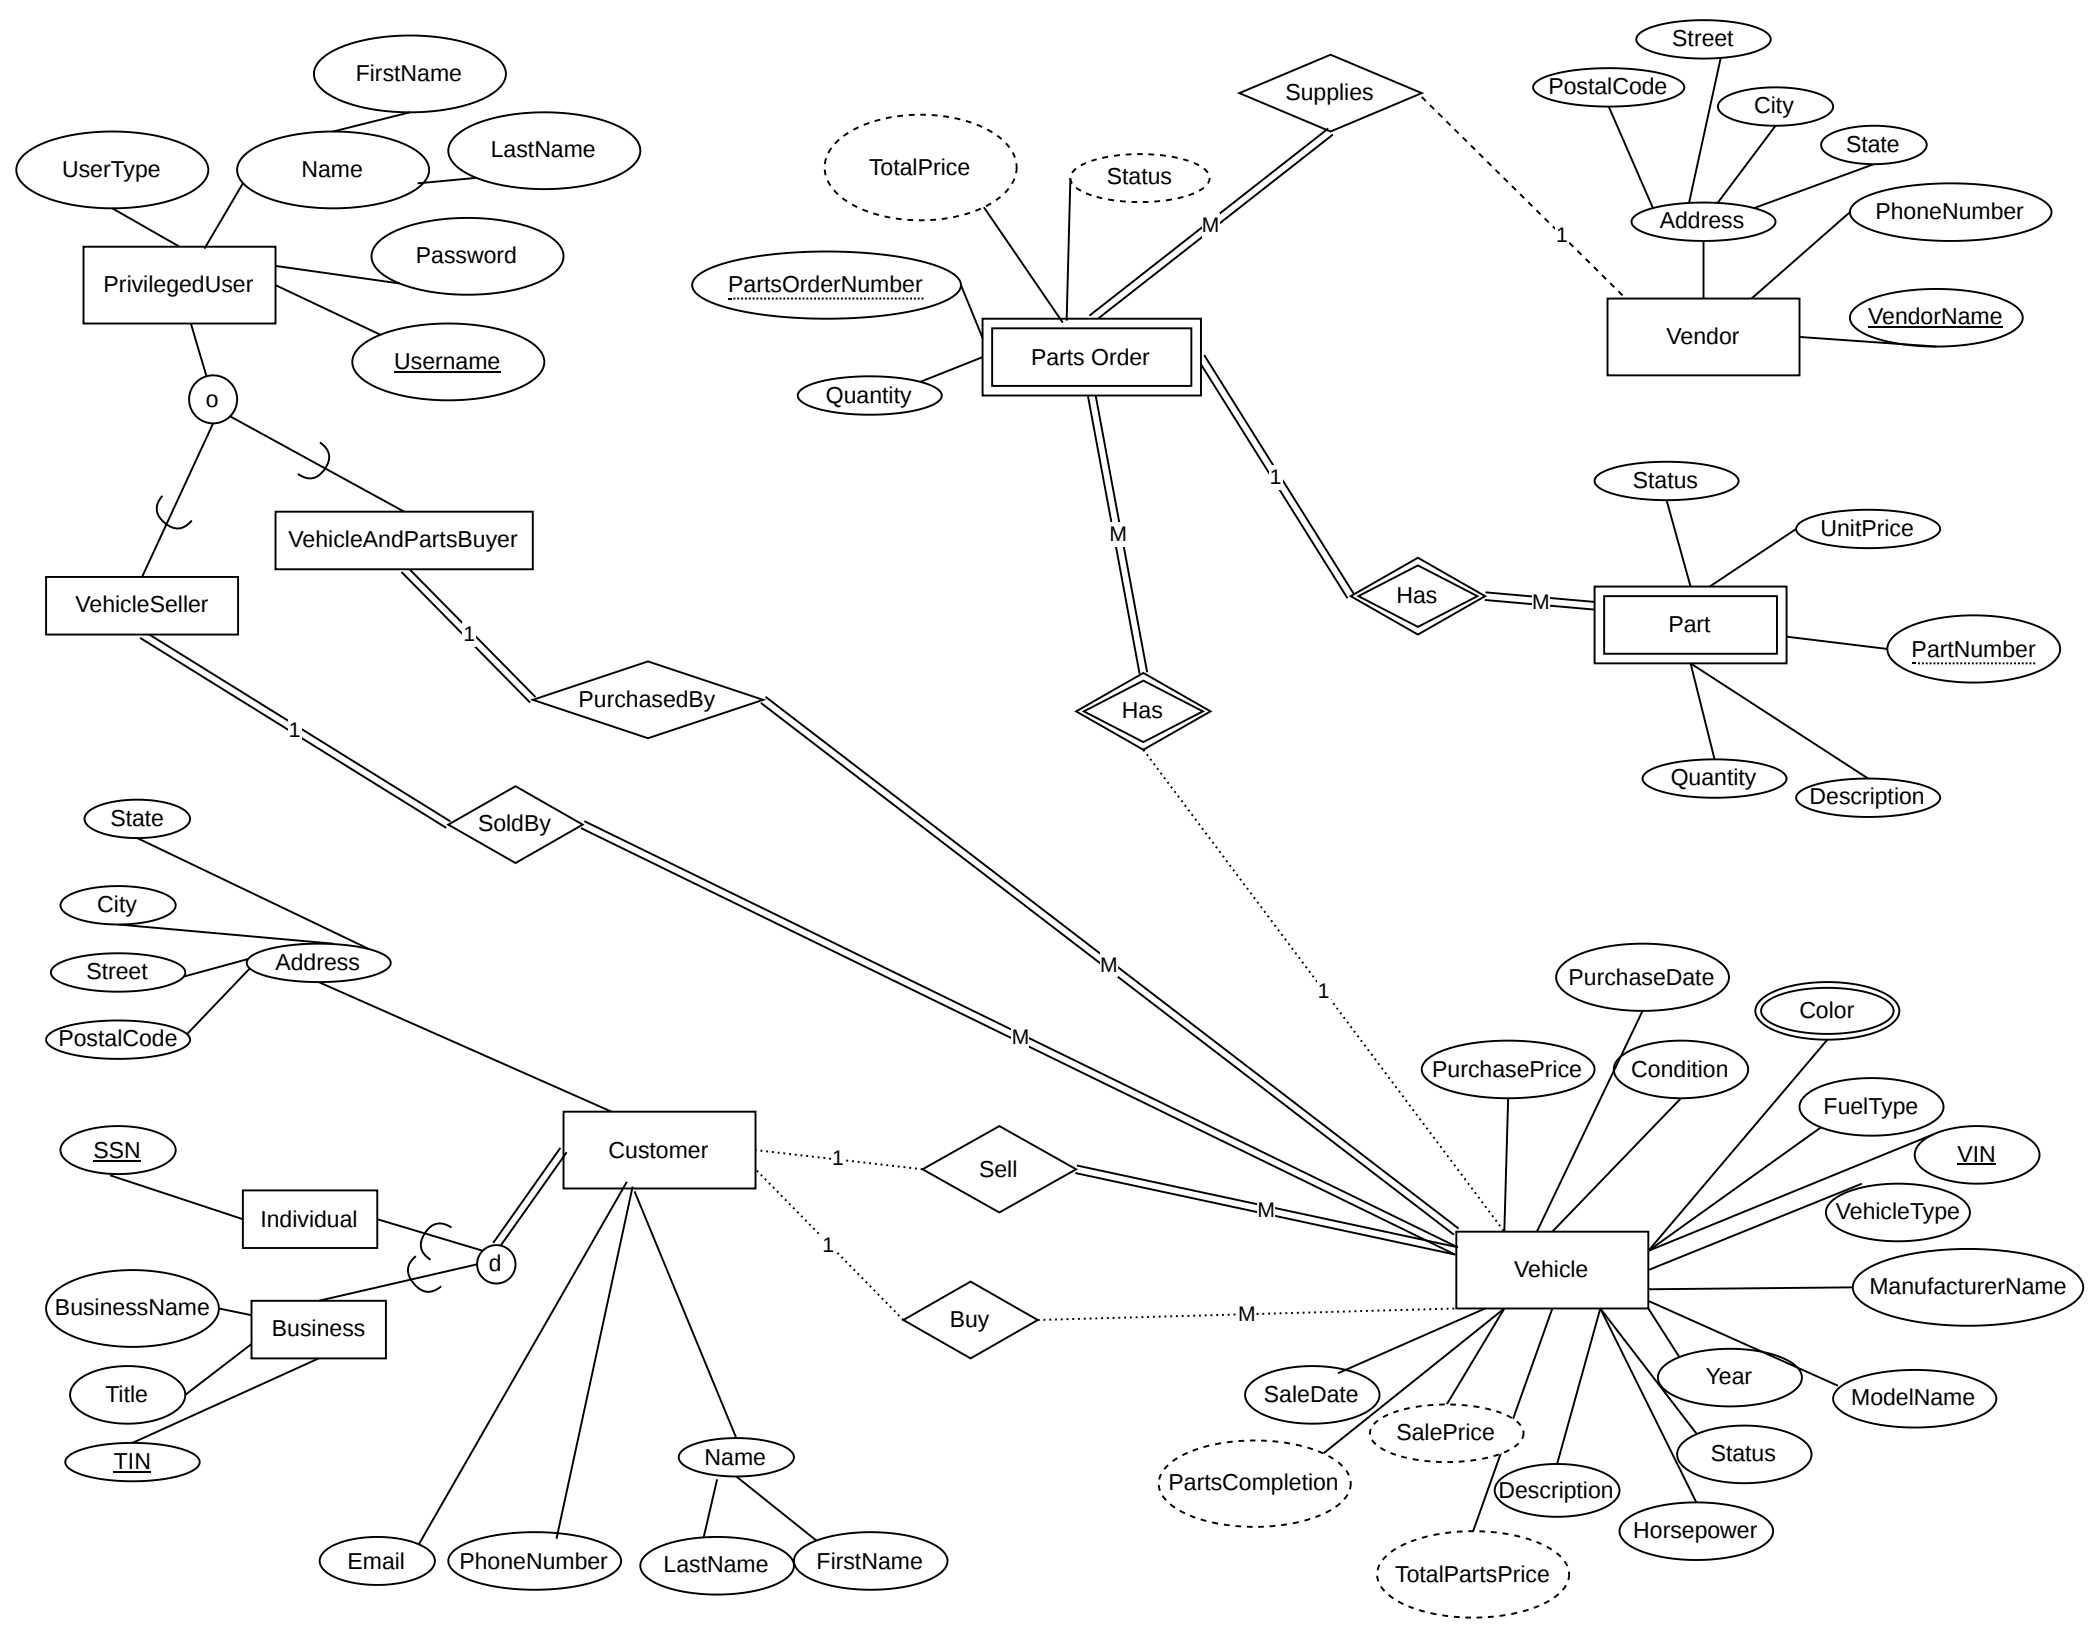 Street
FirstName
PostalCode
Supplies
City
State
LastName
UserType
Name
TotalPrice
Status
PhoneNumber
Address
M
1
Password
PrivilegedUser
PartsOrderNumber
VendorName
Vendor
Username
Parts Order
Quantity
o
1
Status
UnitPrice
M
VehicleAndPartsBuyer
VehicleSeller
Has
M
Part
PartNumber
1
PurchasedBy
Has
1
Quantity
Description
SoldBy
State
City
Address
Street
PostalCode
M
M
1
PurchaseDate
Color
PurchasePrice
Condition
FuelType
VIN
VehicleType
SSN
Customer
1
Sell
M
Individual
1
d
Vehicle
ManufacturerName
BusinessName
Business
Buy
M
Title
TIN
SaleDate
Year
ModelName
SalePrice
Status
PartsCompletion
Description
Horsepower
TotalPartsPrice
Name
Email
PhoneNumber
LastName
FirstName